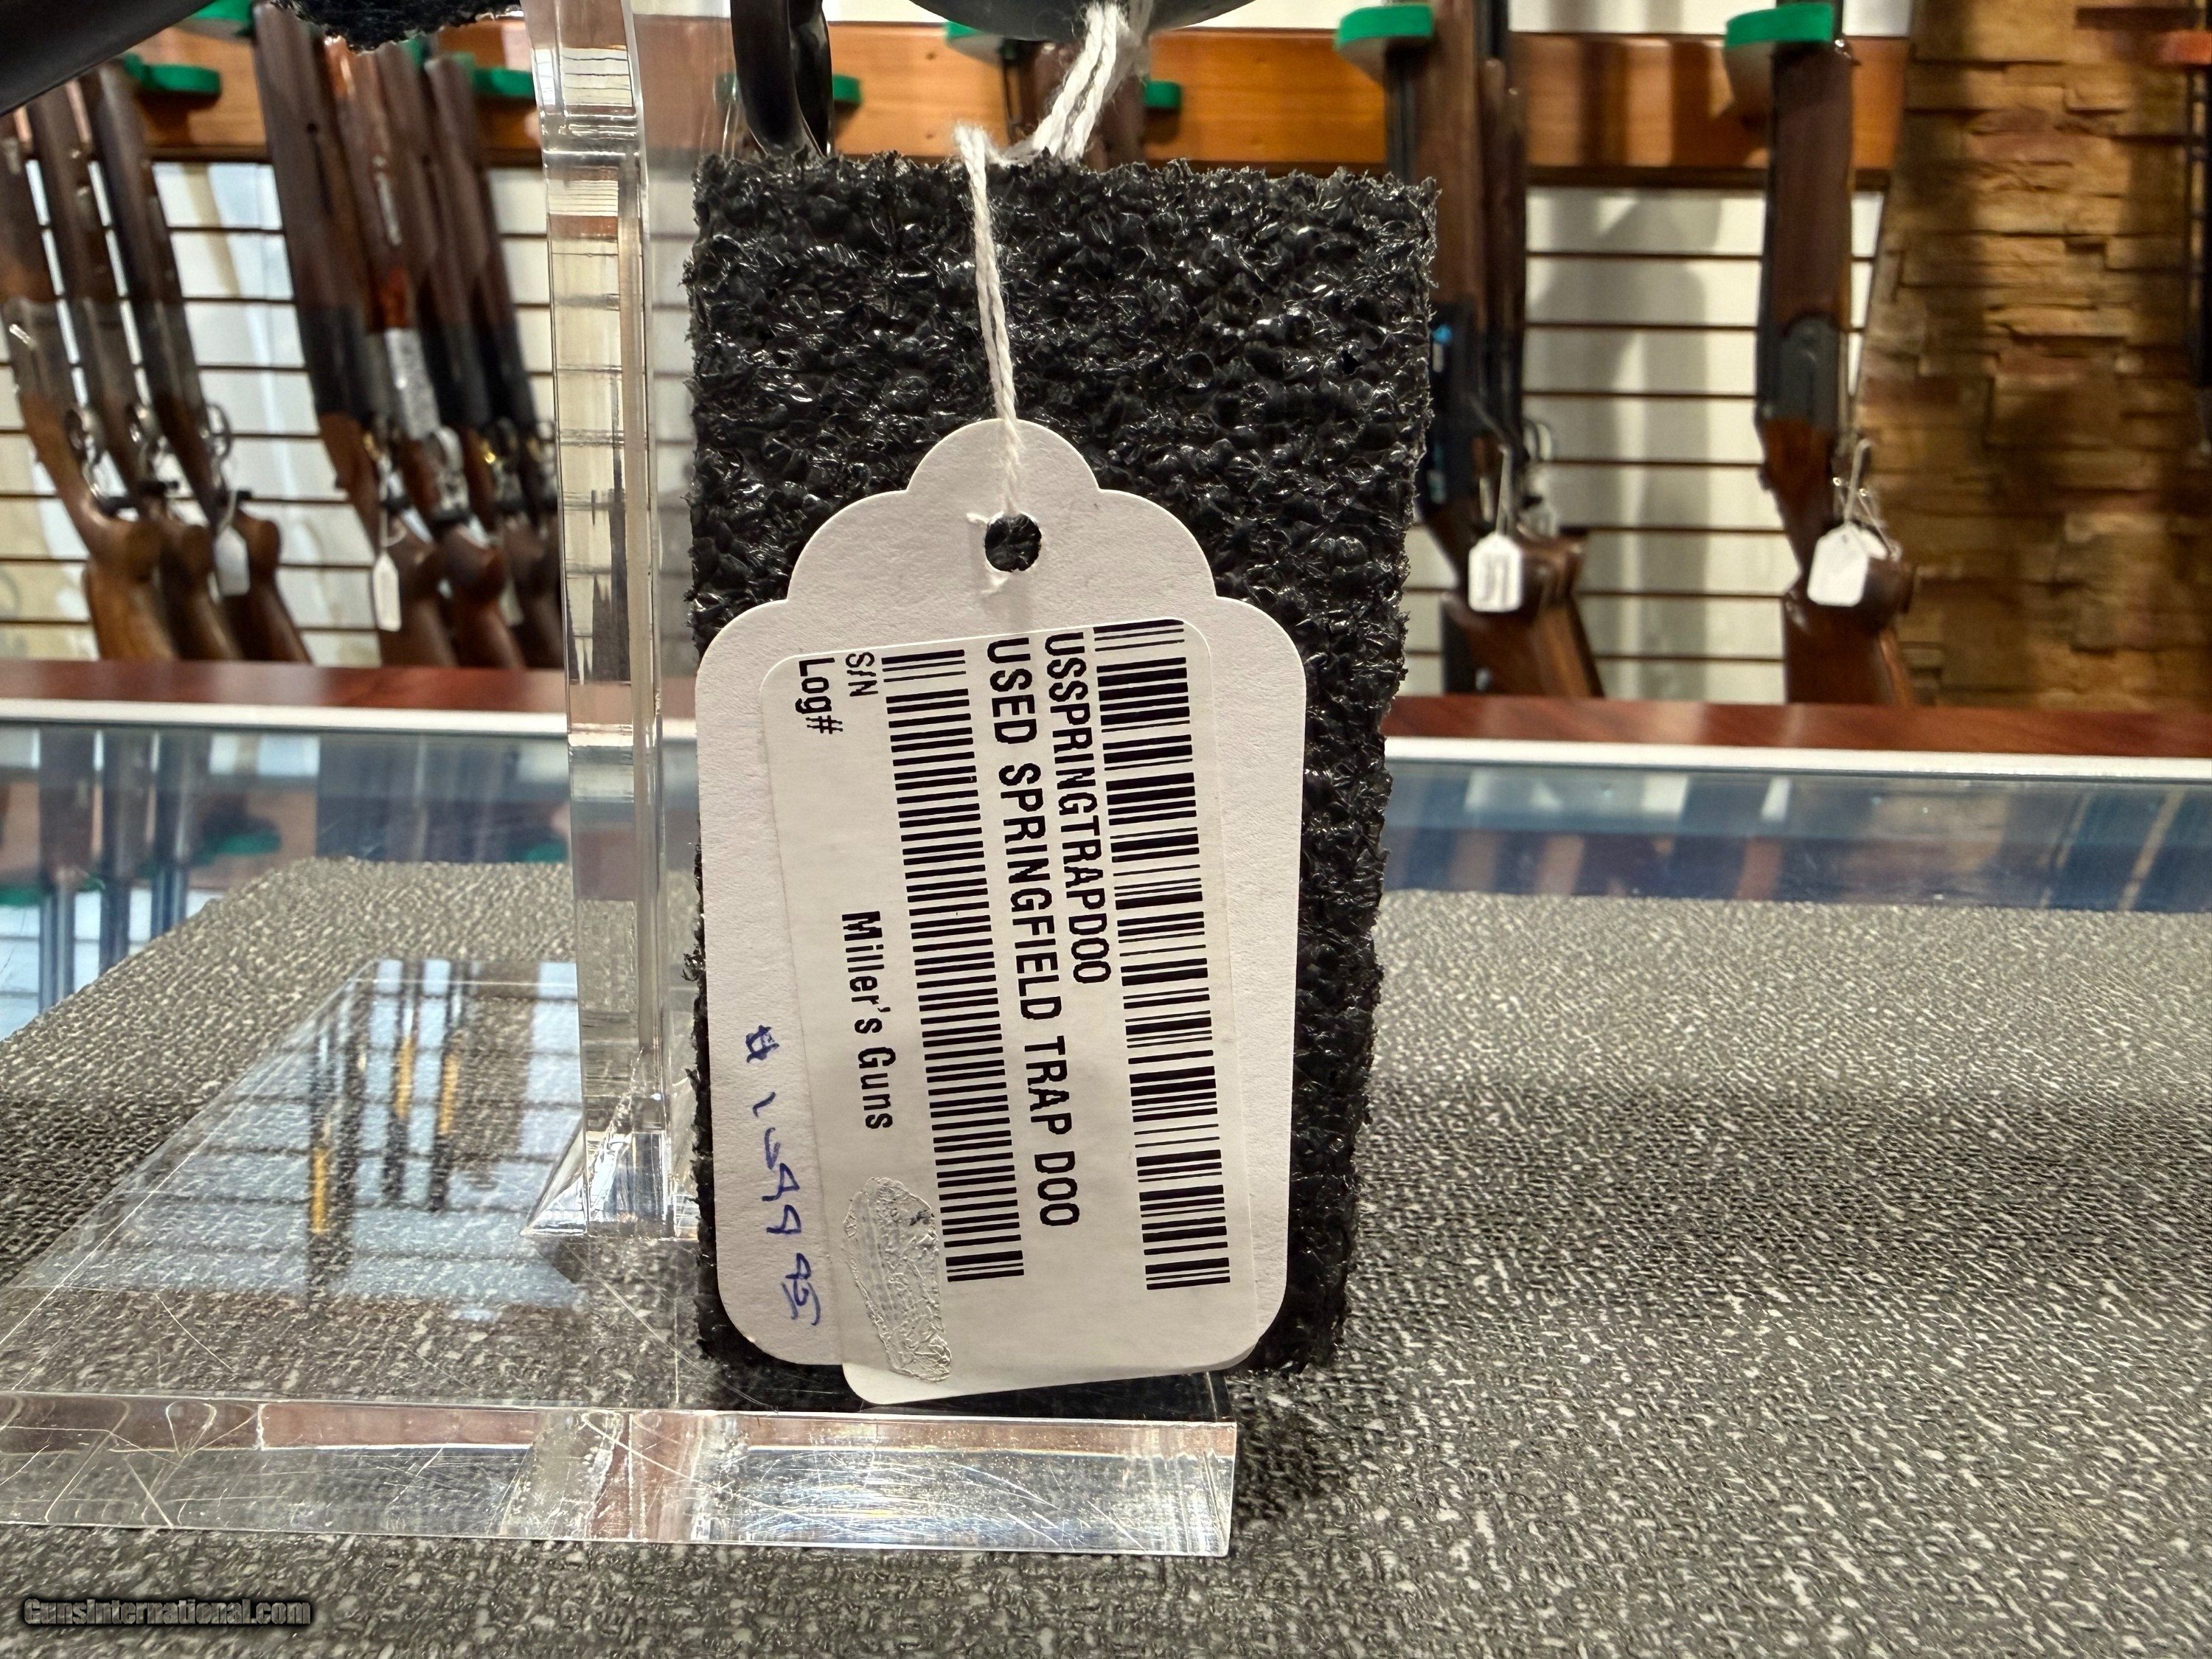 USSPRINGTRAPDOO
USED SPRINGFIELD TRAP DOO
S/N
Log#
Miller's Guns
GunsInternational.com